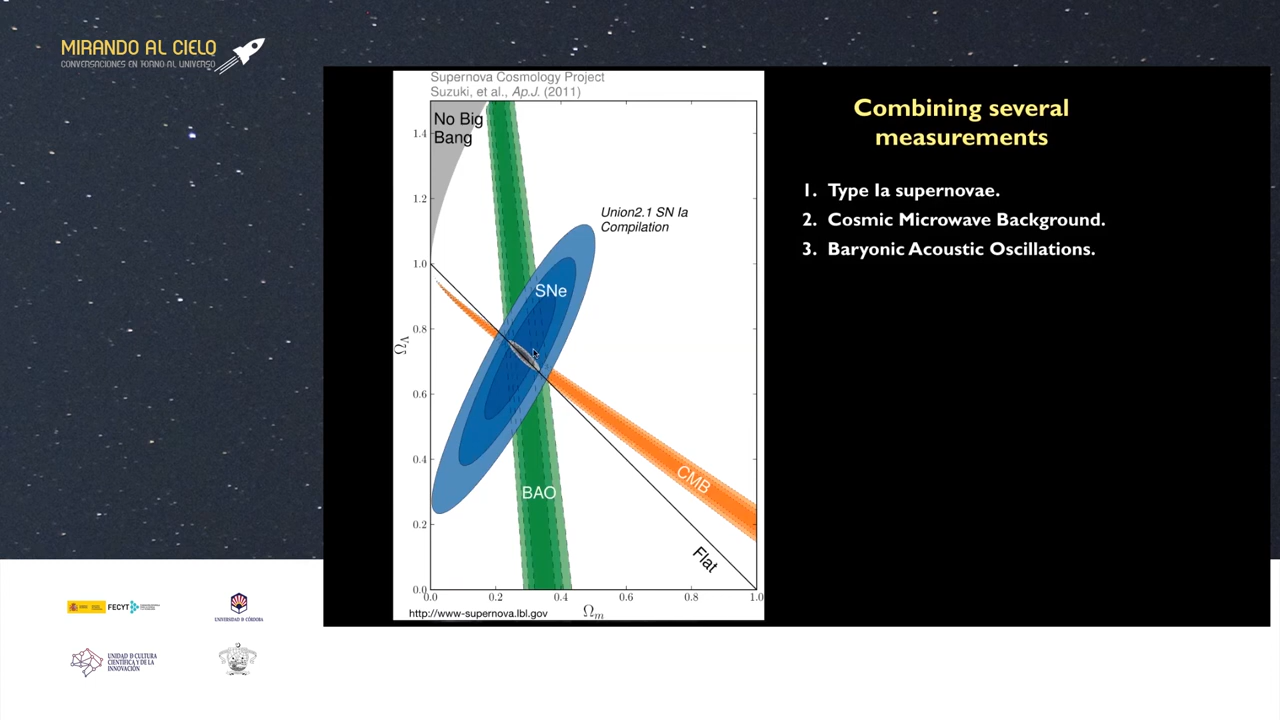 MIRANDO AL CIELO
CONVERSACIONES EN TORNO AL UNIVERSO
Supernova Cosmology Project
Suzuki, et al., Ap.J. (2011)
No Big
Bang
Union2.1 SN Ia
Compilation
SNe
BAO
CMB
Flat
1.4
1.2
1.0
0.8
0.6
0.4
0.2
0.0
Ω_Λ
0.0 0.2 0.4 0.6 0.8 1.0
Ω_m
http://www-supernova.lbl.gov
Combining several
measurements
1. Type Ia supernovae.
2. Cosmic Microwave Background.
3. Baryonic Acoustic Oscillations.
FECYT
UNIVERSIDAD D CÓRDOBA
UNIDAD D CULTURA
CIENTÍFICA Y DE LA
INNOVACIÓN